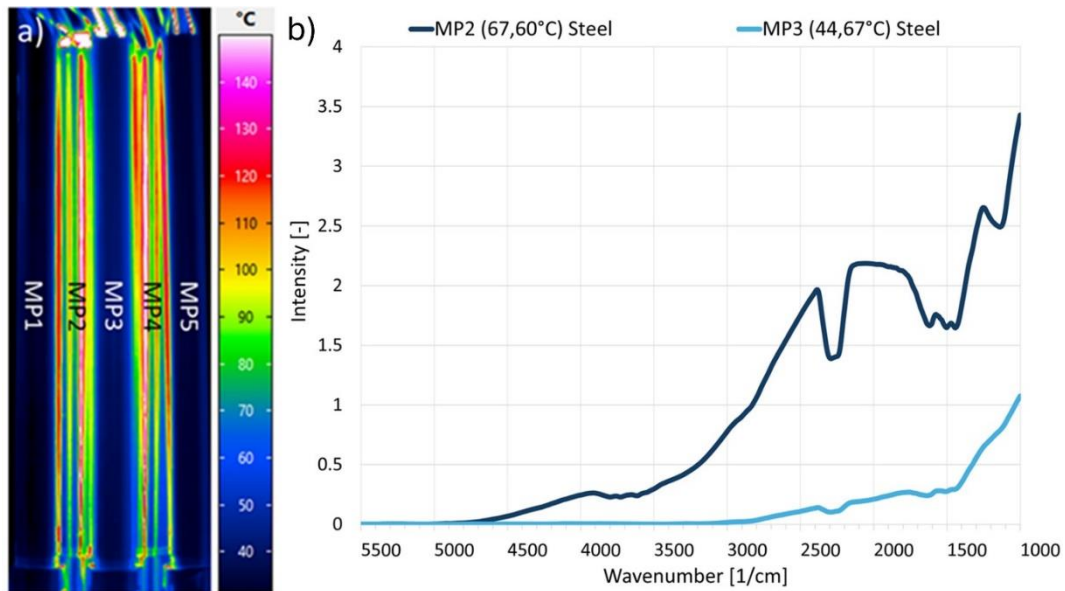 a)
°C
140
130
120
110
100
90
80
70
60
50
40
MP1
MP2
MP3
MP4
MP5
b)
MP2 (67,60°C) Steel
MP3 (44,67°C) Steel
4
3.5
3
2.5
2
1.5
1
0.5
0
Intensity [-]
5500 5000 4500 4000 3500 3000 2500 2000 1500 1000
Wavenumber [1/cm]